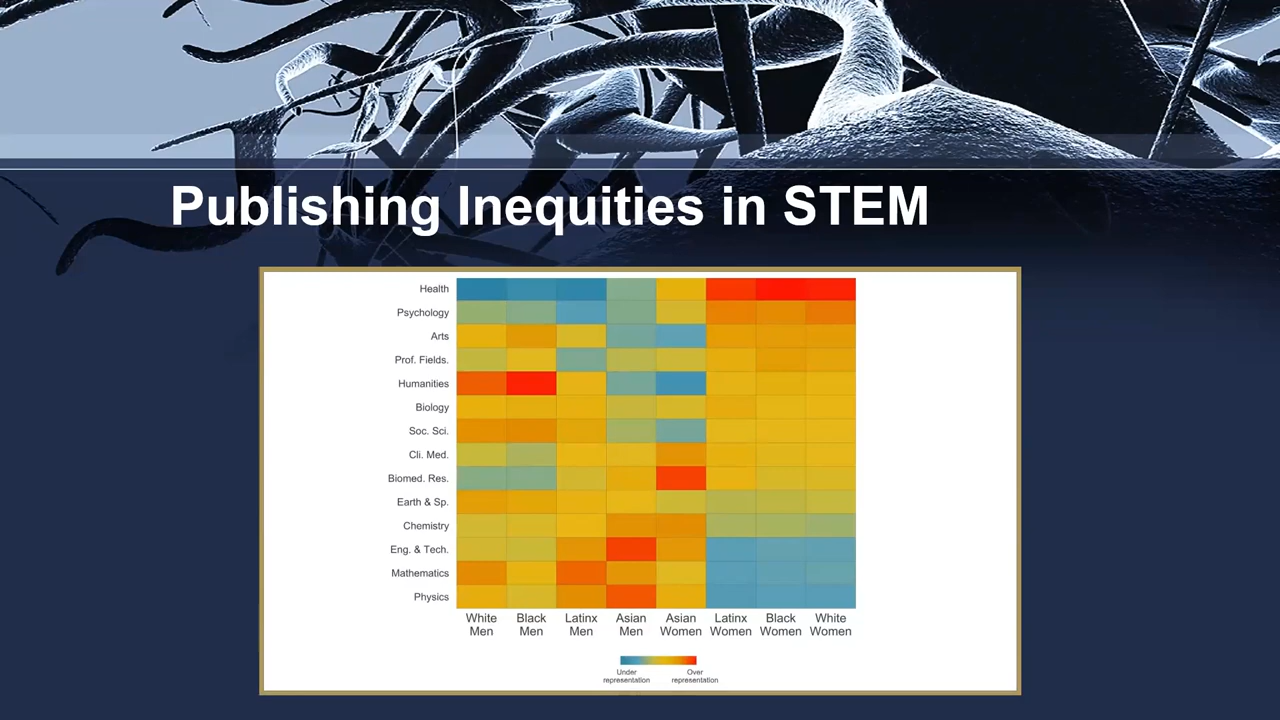 Publishing Inequities in STEM
Health
Psychology
Arts
Prof. Fields.
Humanities
Biology
Soc. Sci.
Cli. Med.
Biomed. Res.
Earth & Sp.
Chemistry
Eng. & Tech.
Mathematics
Physics
White Black Latinx Asian Asian Latinx Black White
Men Men Men Men Women Women Women Women
Under Over
representation representation